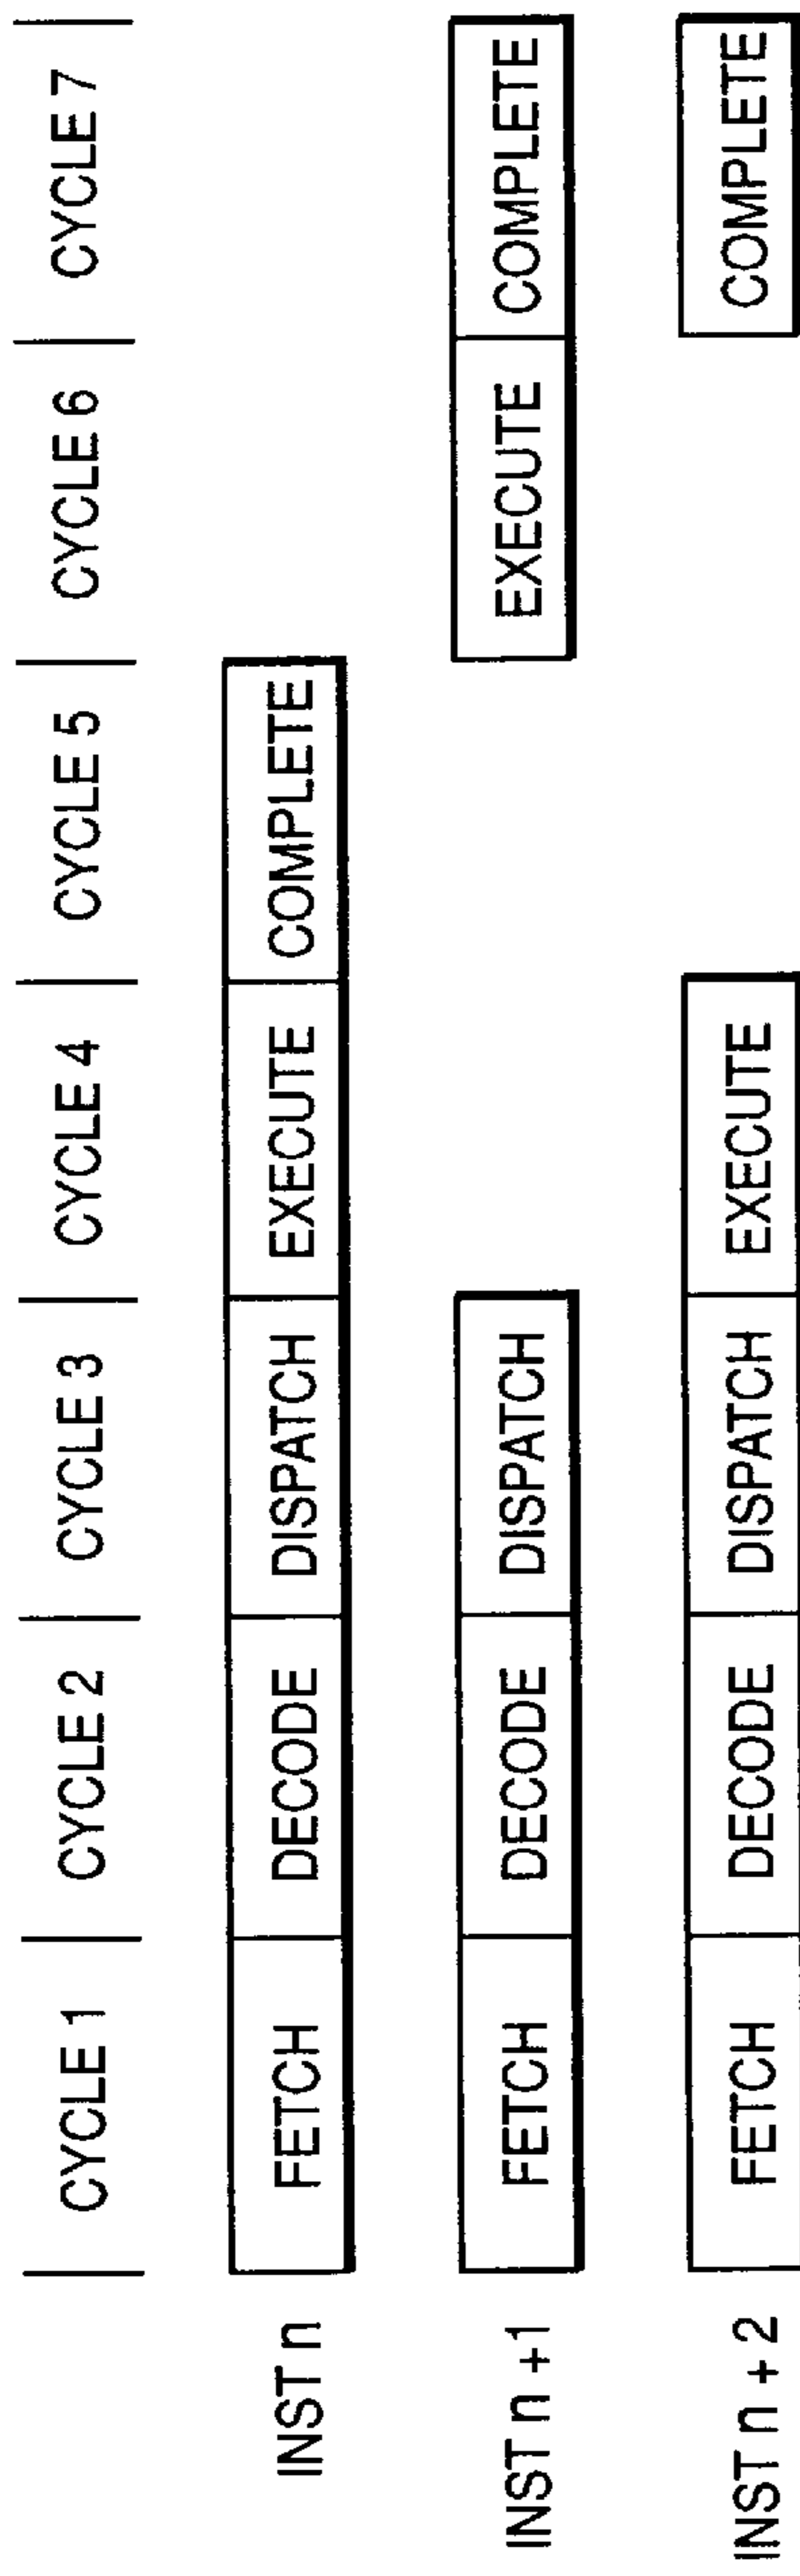 CYCLE 1 CYCLE 2 CYCLE 3 CYCLE 4 CYCLE 5 CYCLE 6 CYCLE 7
INST n FETCH DECODE DISPATCH EXECUTE COMPLETE
INST n +1 FETCH DECODE DISPATCH EXECUTE COMPLETE
INST n + 2 FETCH DECODE DISPATCH EXECUTE COMPLETE